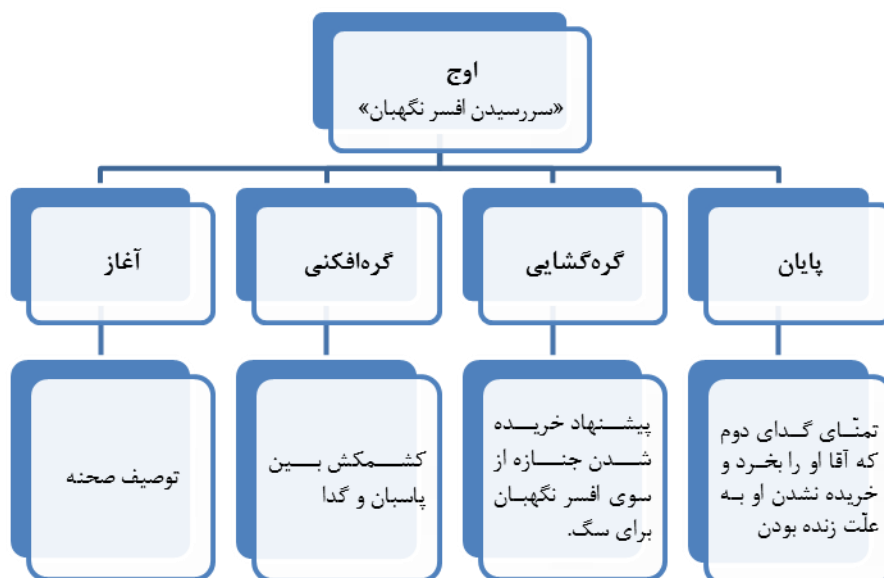 اوج
«سررسیدن افسر نگهبان»
پایان
گره‌گشایی
گره‌افکنی
آغاز
تمنّای گدای دوم
که آقا او را بخرد و
خریده نشدن او به
علّت زنده بودن
پیشنهاد خریده
شدن جنازه از
سوی افسر نگهبان
برای سگ.
کشمکش بین
پاسبان و گدا
توصیف صحنه